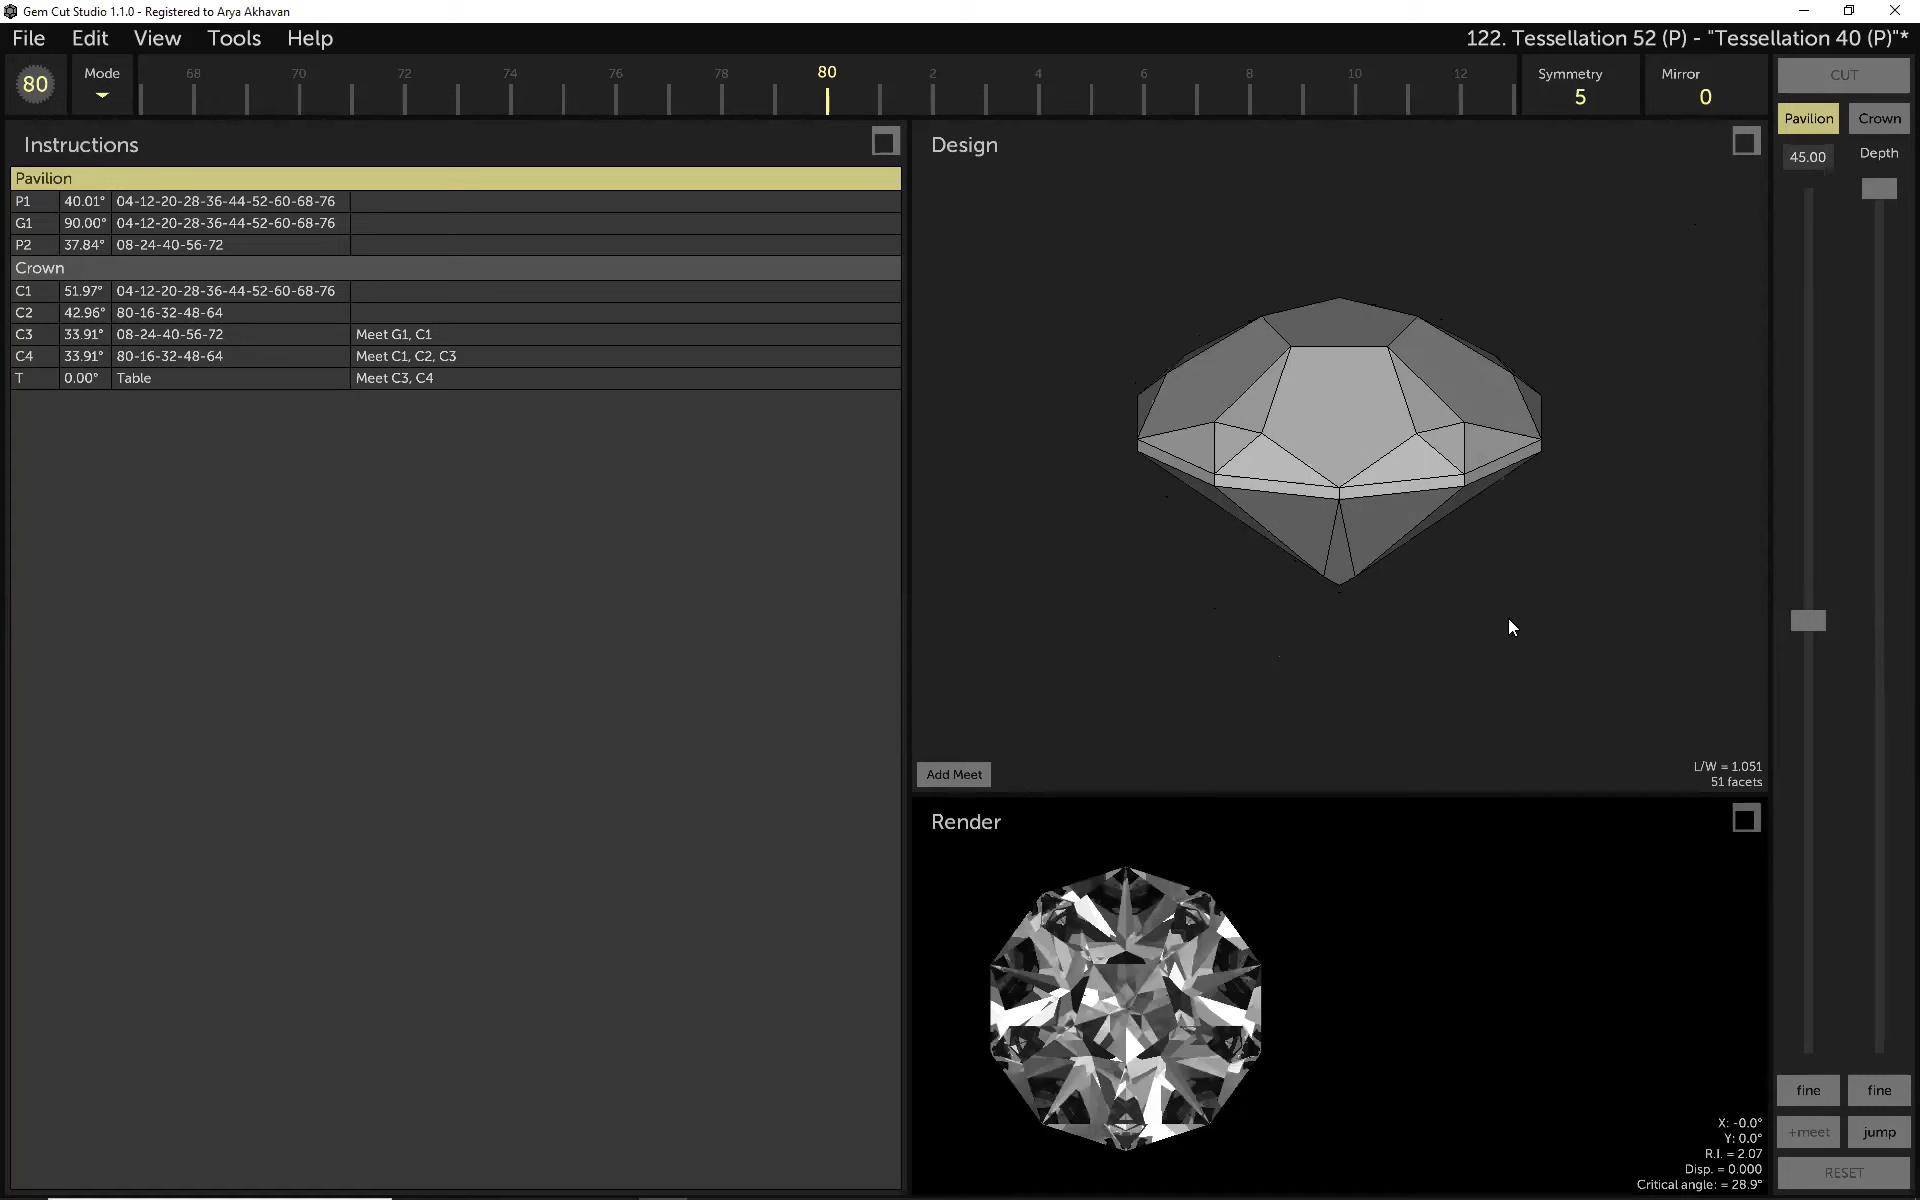 Gem Cut Studio 1.1.0 - Registered to Arya Akhavan
File Edit View Tools Help 122. Tessellation 52 (P) - "Tessellation 40 (P)"*
80 Mode 68 70 72 74 76 78 80 2 4 6 8 10 12 Symmetry 5 Mirror 0 CUT
Pavilion Crown
45.00 Depth
Instructions
Pavilion
P1 40.01° 04-12-20-28-36-44-52-60-68-76
G1 90.00° 04-12-20-28-36-44-52-60-68-76
P2 37.84° 08-24-40-56-72
Crown
C1 51.97° 04-12-20-28-36-44-52-60-68-76
C2 42.96° 80-16-32-48-64
C3 33.91° 08-24-40-56-72 Meet G1, C1
C4 33.91° 80-16-32-48-64 Meet C1, C2, C3
T 0.00° Table Meet C3, C4
Design
Add Meet
L/W = 1.051
51 facets
Render
X: -0.0°
Y: 0.0°
R.I. = 2.07
Disp. = 0.000
Critical angle: = 28.9°
fine fine
+meet jump
RESET